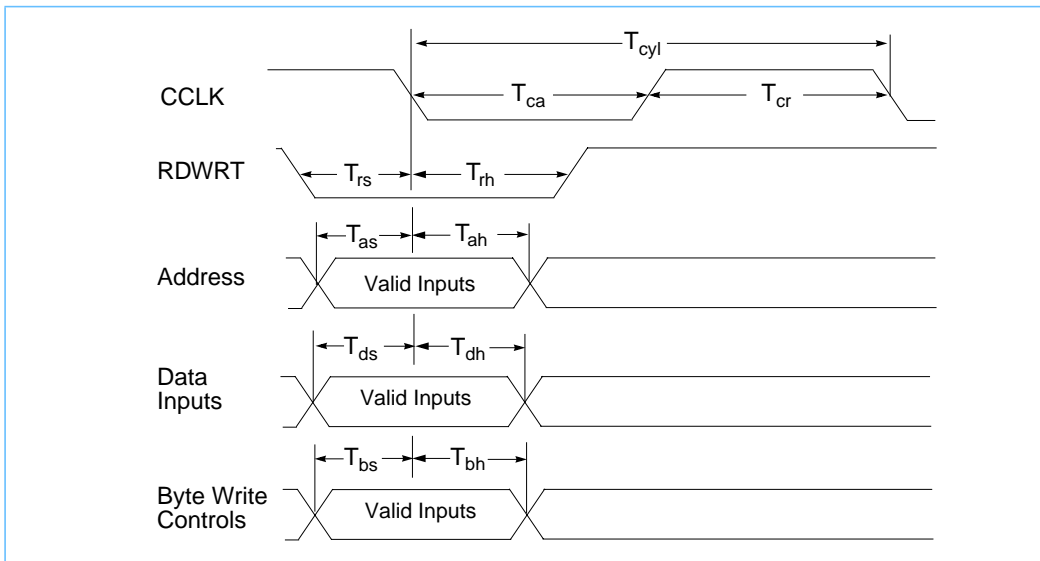 Tcyl
CCLK
Tca
Tcr
RDWRT
Trs
Trh
Tas
Tah
Address
Valid Inputs
Tds
Tdh
Data
Inputs
Valid Inputs
Tbs
Tbh
Byte Write
Controls
Valid Inputs